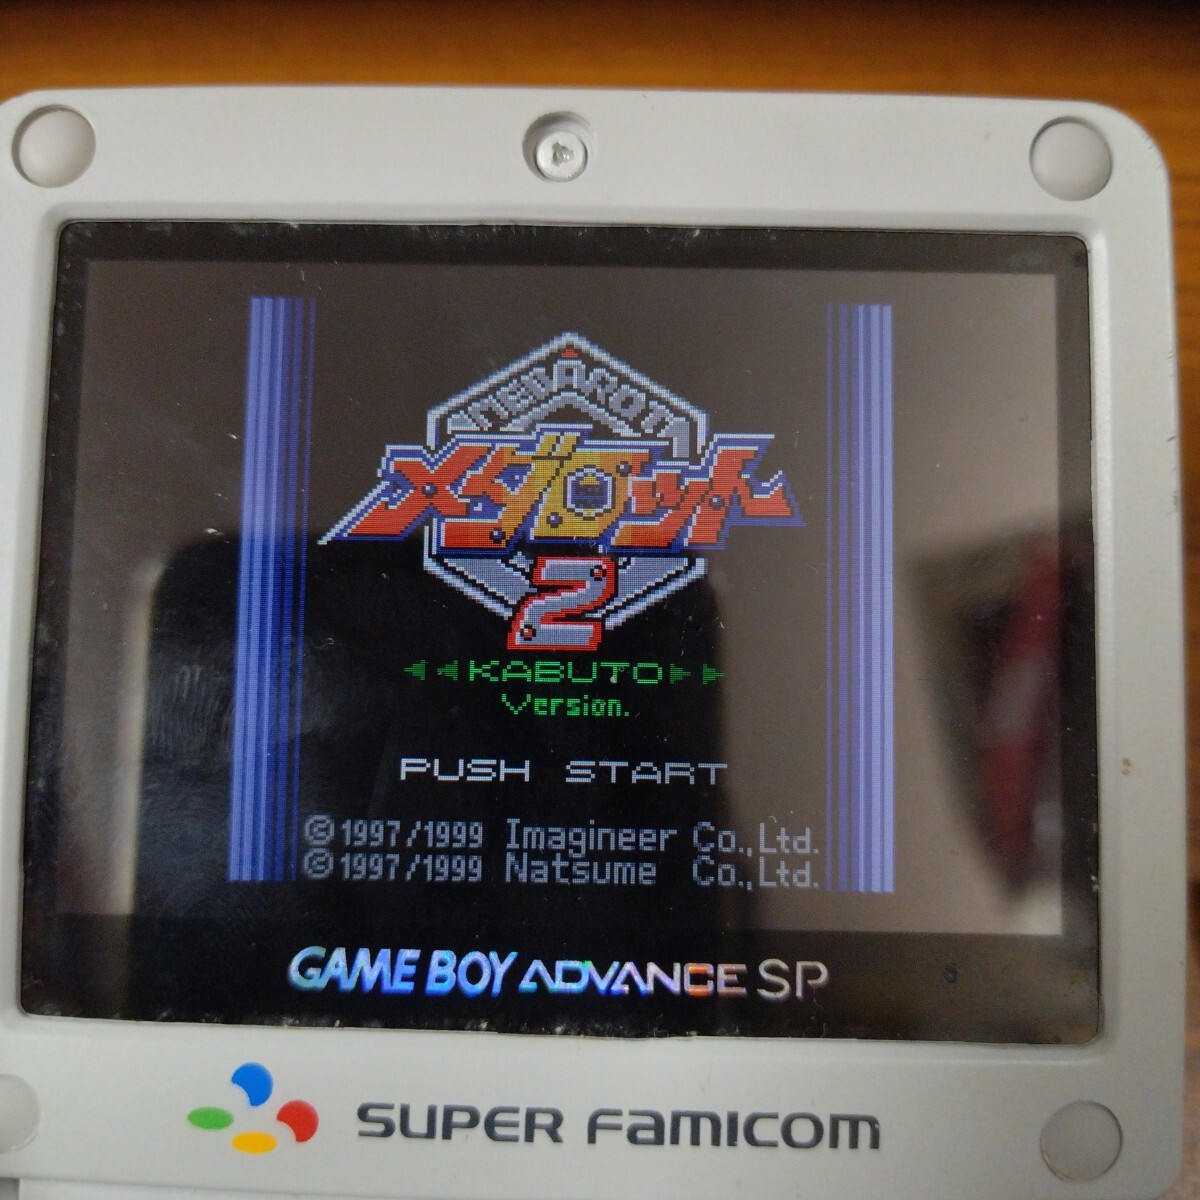 MEDAROT
メダロット
2
KABUTO
Version.
PUSH START
©1997/1999 Imagineer Co.,Ltd.
©1997/1999 Natsume Co.,Ltd.
GAME BOY ADVANCE SP
SUPER FAMICOM